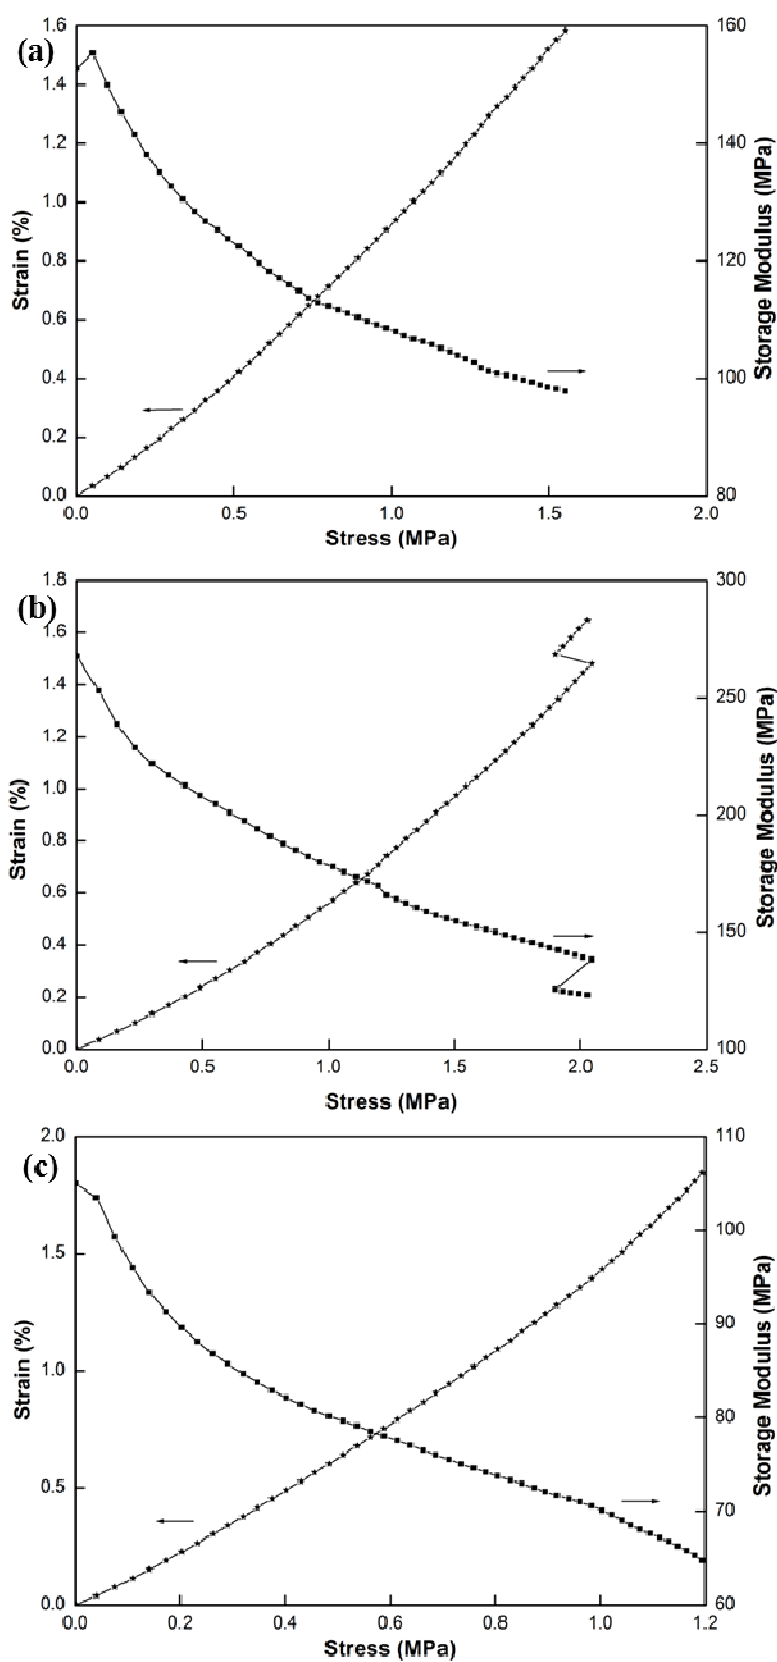 (a)
1.6
1.4
1.2
1.0
0.8
0.6
0.4
0.2
0.0
Strain (%)
160
140
120
100
80
Storage Modulus (MPa)
0.0 0.5 1.0 1.5 2.0
Stress (MPa)
(b)
1.8
1.6
1.4
1.2
1.0
0.8
0.6
0.4
0.2
0.0
Strain (%)
300
250
200
150
100
Storage Modulus (MPa)
0.0 0.5 1.0 1.5 2.0 2.5
Stress (MPa)
(c)
2.0
1.5
1.0
0.5
0.0
Strain (%)
110
100
90
80
70
60
Storage Modulus (MPa)
0.0 0.2 0.4 0.6 0.8 1.0 1.2
Stress (MPa)